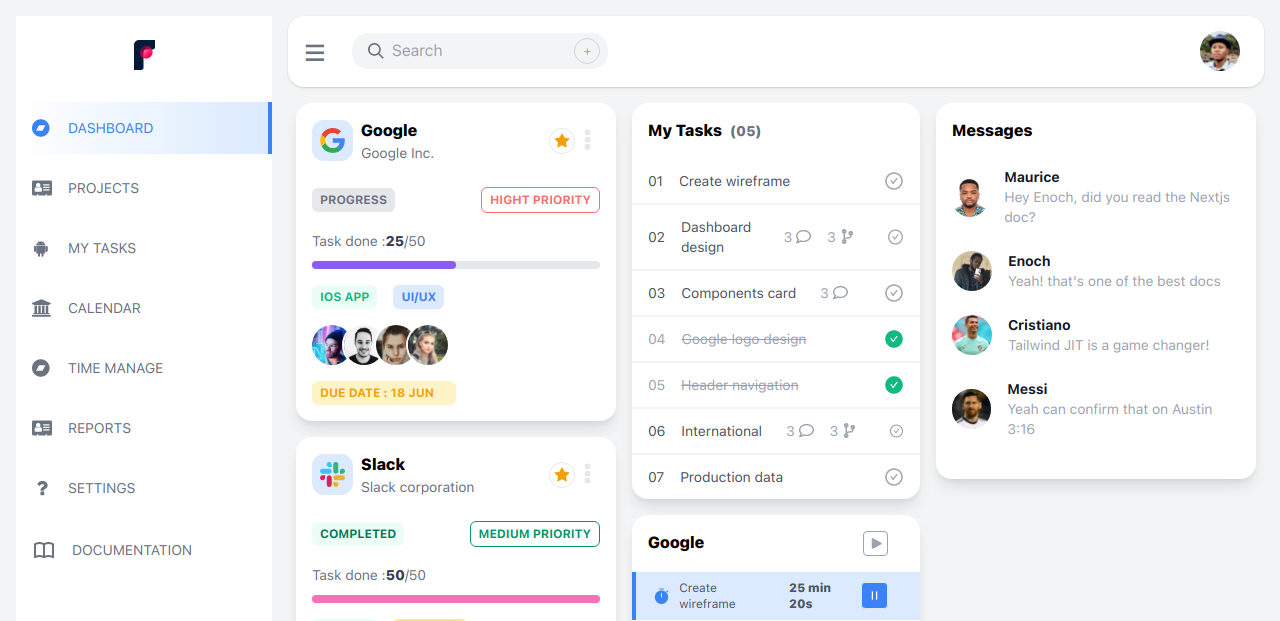 DASHBOARD
PROJECTS
MY TASKS
CALENDAR
TIME MANAGE
REPORTS
SETTINGS
DOCUMENTATION
Search
+
Google
Google Inc.
PROGRESS
HIGHT PRIORITY
Task done :25/50
IOS APP
UI/UX
DUE DATE : 18 JUN
Slack
Slack corporation
COMPLETED
MEDIUM PRIORITY
Task done :50/50
My Tasks (05)
01 Create wireframe
02 Dashboard
design
3 3
03 Components card 3
04 Google logo design
05 Header navigation
06 International 3 3
07 Production data
Google
Create
wireframe
25 min
20s
Messages
Maurice
Hey Enoch, did you read the Nextjs
doc?
Enoch
Yeah! that's one of the best docs
Cristiano
Tailwind JIT is a game changer!
Messi
Yeah can confirm that on Austin
3:16